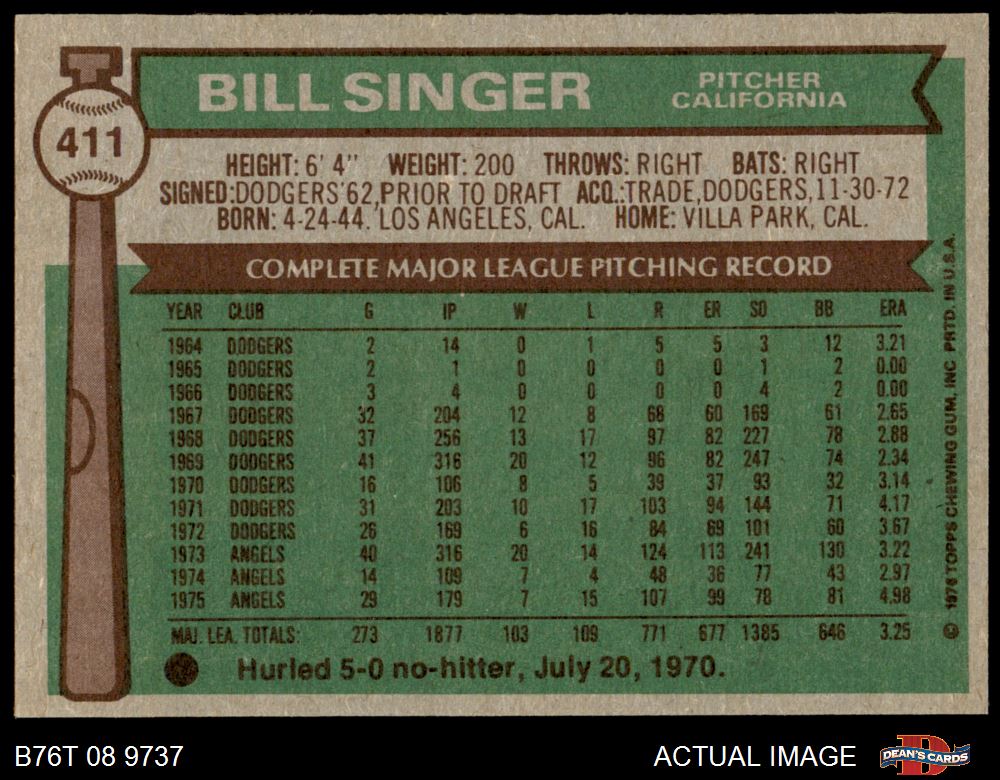 BILL SINGER
PITCHER
CALIFORNIA
411
HEIGHT: 6' 4" WEIGHT: 200 THROWS: RIGHT BATS: RIGHT
SIGNED:DODGERS'62,PRIOR TO DRAFT ACQ.:TRADE,DODGERS,11-30-72
BORN: 4-24-44. LOS ANGELES, CAL. HOME: VILLA PARK, CAL.
COMPLETE MAJOR LEAGUE PITCHING RECORD
YEAR CLUB G IP W L R ER SO BB ERA
1964 DODGERS 2 14 0 1 5 5 3 12 3.21
1965 DODGERS 2 1 0 0 0 0 1 2 0.00
1966 DODGERS 3 4 0 0 0 0 4 2 0.00
1967 DODGERS 32 204 12 8 68 60 169 61 2.65
1968 DODGERS 37 256 13 17 97 82 227 78 2.88
1969 DODGERS 41 316 20 12 96 82 247 74 2.34
1970 DODGERS 16 106 8 5 39 37 93 32 3.14
1971 DODGERS 31 203 10 17 103 94 144 71 4.17
1972 DODGERS 26 169 6 16 84 69 101 60 3.67
1973 ANGELS 40 316 20 14 124 113 241 130 3.22
1974 ANGELS 14 109 7 4 48 36 77 43 2.97
1975 ANGELS 29 179 7 15 107 99 78 81 4.98
MAJ. LEA. TOTALS: 273 1877 103 109 771 677 1385 646 3.25
Hurled 5-0 no-hitter, July 20, 1970.
© 1976 TOPPS CHEWING GUM, INC PRTD. IN U.S.A.
B76T 08 9737
ACTUAL IMAGE
D
DEAN'S CARDS